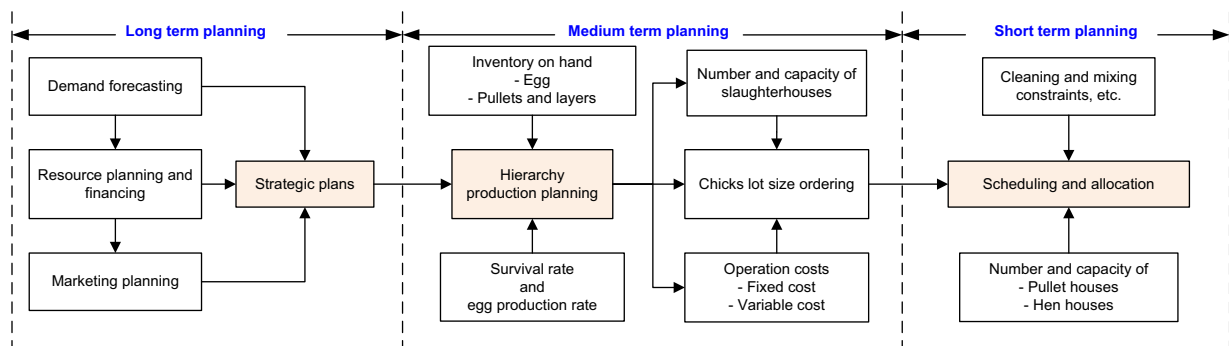 Long term planning
Medium term planning
Short term planning
Demand forecasting
Resource planning and
financing
Marketing planning
Strategic plans
Inventory on hand
- Egg
- Pullets and layers
Hierarchy
production planning
Survival rate
and
egg production rate
Number and capacity of
slaughterhouses
Chicks lot size ordering
Operation costs
- Fixed cost
- Variable cost
Cleaning and mixing
constraints, etc.
Scheduling and allocation
Number and capacity of
- Pullet houses
- Hen houses